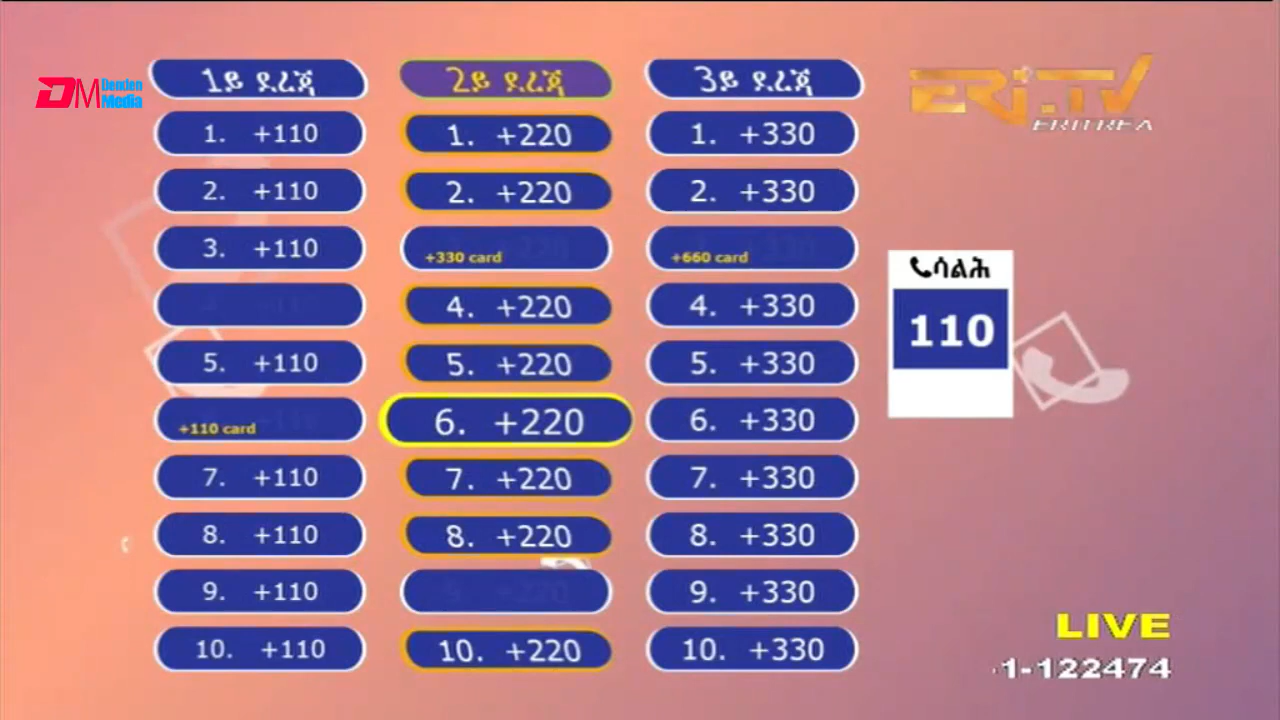 DM Denden Media
1ይ ደረጃ 2ይ ደረጃ 3ይ ደረጃ
ERi.TV
ERITREA
1. +110 1. +220 1. +330
2. +110 2. +220 2. +330
3. +110 +330 card +660 card
4. +220 4. +330
5. +110 5. +220 5. +330
+110 card 6. +220 6. +330
7. +110 7. +220 7. +330
8. +110 8. +220 8. +330
9. +110 9. +330
10. +110 10. +220 10. +330
ሳልሕ
110
LIVE
1-122474